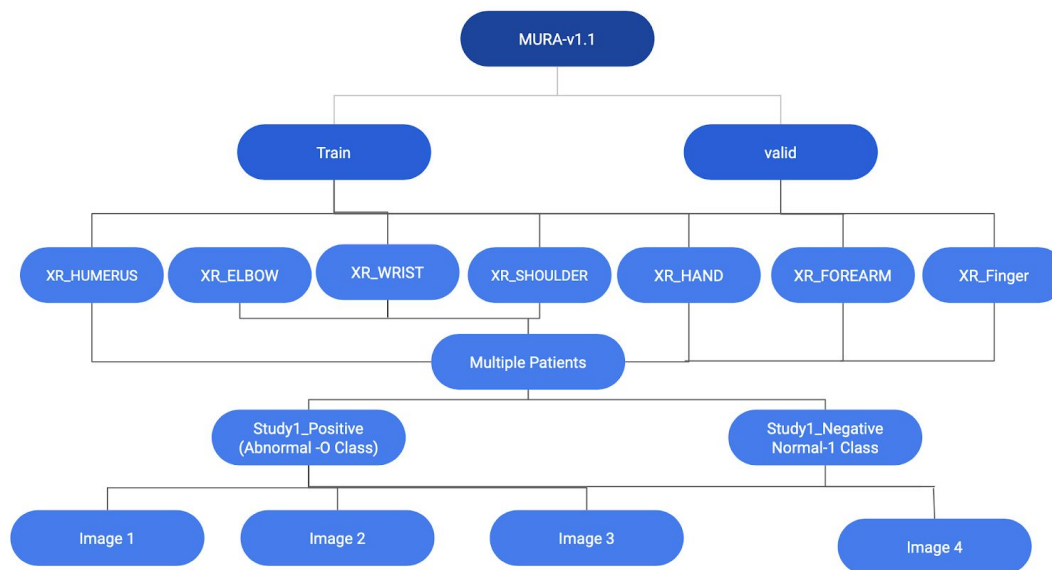 MURA-v1.1
Train
valid
XR_HUMERUS
XR_ELBOW
XR_WRIST
XR_SHOULDER
XR_HAND
XR_FOREARM
XR_Finger
Multiple Patients
Study1_Positive
(Abnormal -O Class)
Study1_Negative
Normal-1 Class
Image 1
Image 2
Image 3
Image 4